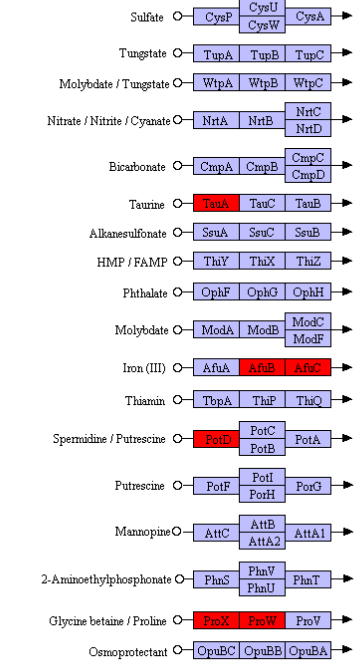 CysU
Sulfate CysP CysA
CysW
Tungstate TupA TupB TupC
Molybdate / Tungstate WtpA WtpB WtpC
NrtC
Nitrate / Nitrite / Cyanate NrtA NrtB
NrtD
CmpC
Bicarbonate CmpA CmpB
CmpD
Taurine TauA TauC TauB
Alkanesulfonate SsuA SsuC SsuB
HMP / FAMP ThiY ThiX ThiZ
Phthalate OphF OphG OphH
ModC
Molybdate ModA ModB
ModF
Iron (III) AfuA AfuB AfuC
Thiamin TbpA ThiP ThiQ
PotC
Spermidine / Putrescine PotD PotA
PotB
PotI
Putrescine PotF PorG
PorH
AttB
Mannopine AttC AttA1
AttA2
PhnV
2-Aminoethylphosphonate PhnS PhnT
PhnU
Glycine betaine / Proline ProX ProW ProV
Osmoprotectant OpuBC OpuBB OpuBA